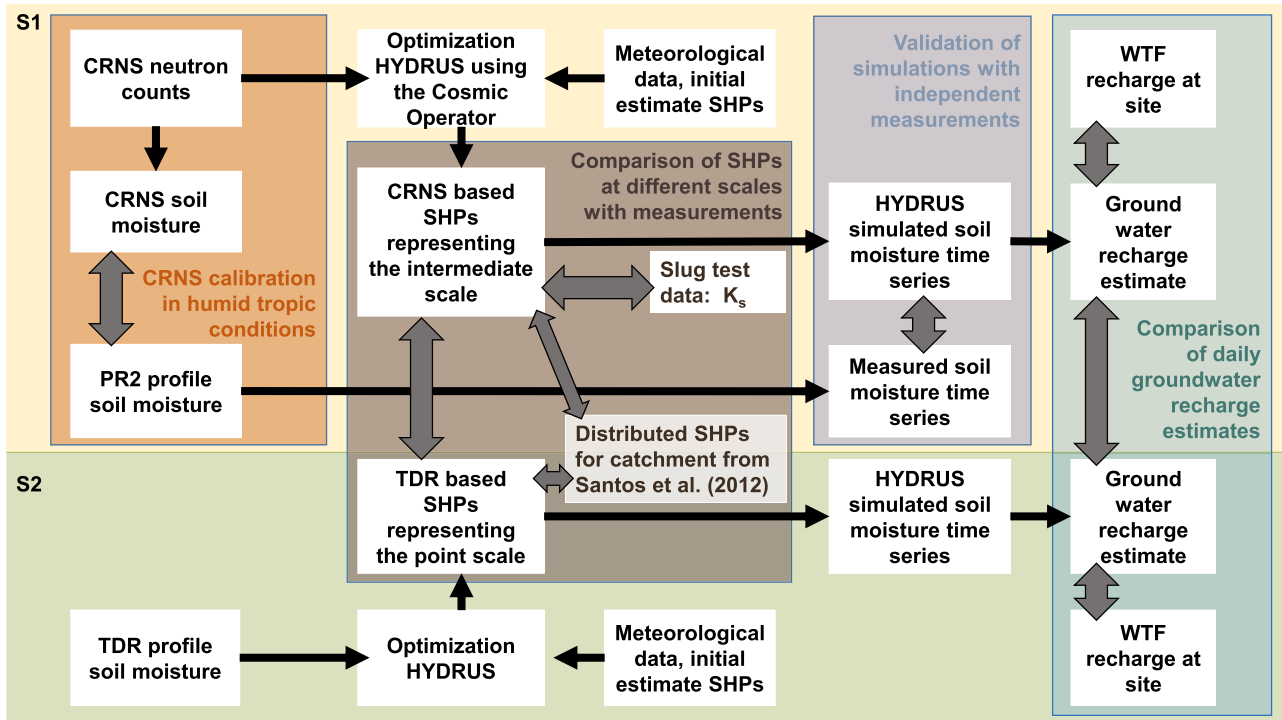 S1
CRNS neutron
counts
Optimization
HYDRUS using
the Cosmic
Operator
Meteorological
data, initial
estimate SHPs
Validation of
simulations with
independent
measurements
WTF
recharge at
site
CRNS soil
moisture
CRNS calibration
in humid tropic
conditions
PR2 profile
soil moisture
Comparison of SHPs
at different scales
with measurements
CRNS based
SHPs
representing
the intermediate
scale
Slug test
data: Ks
HYDRUS
simulated soil
moisture time
series
Measured soil
moisture time
series
Ground
water
recharge
estimate
Comparison
of daily
groundwater
recharge
estimates
Distributed SHPs
for catchment from
Santos et al. (2012)
S2
TDR based
SHPs
representing
the point scale
HYDRUS
simulated soil
moisture time
series
Ground
water
recharge
estimate
TDR profile
soil moisture
Optimization
HYDRUS
Meteorological
data, initial
estimate SHPs
WTF
recharge at
site